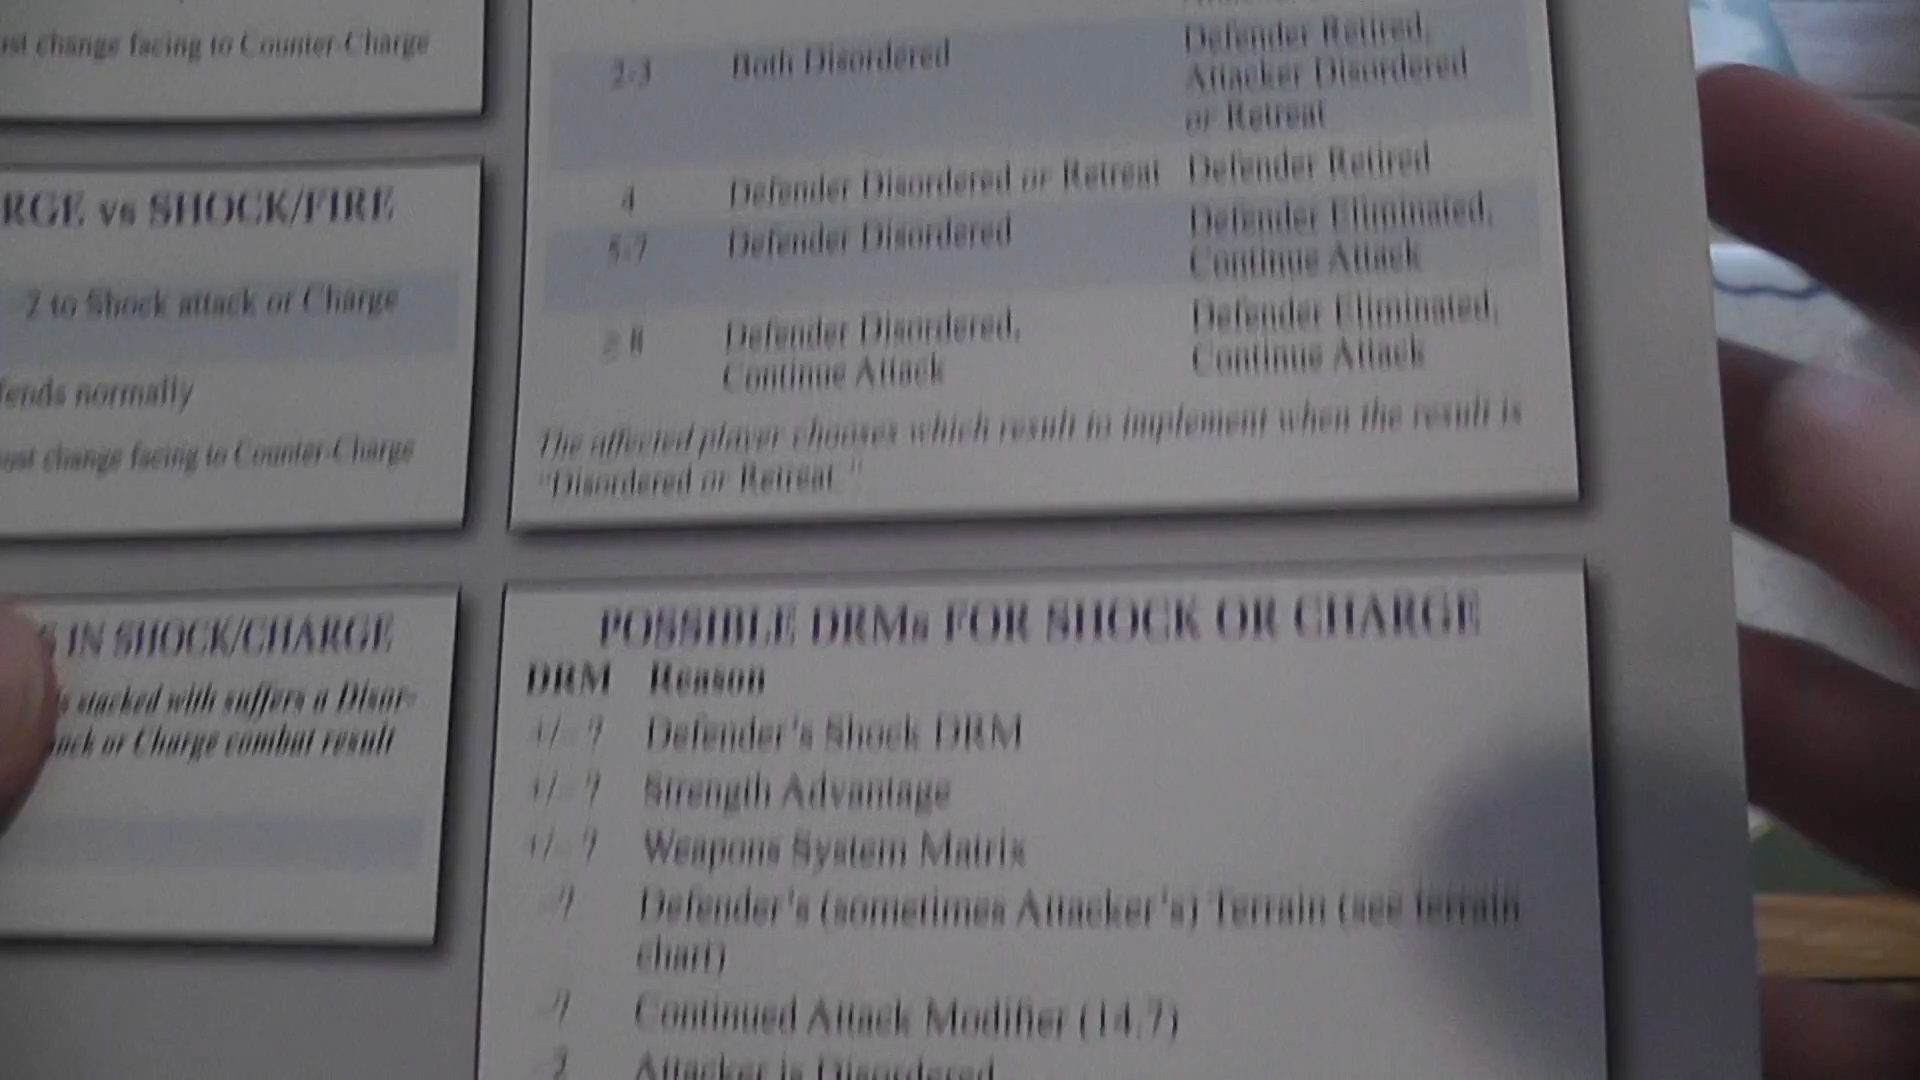 change facing to Counter-Charge
RGE vs SHOCK/FIRE
2 to Shock attack or Charge
fends normally
change facing to Counter-Charge
S IN SHOCK/CHARGE
stacked with suffers a Disor-
or Charge combat result
2-3 Both Disordered Defender Retired,
Attacker Disordered
or Retreat
4 Defender Disordered or Retreat Defender Retired
5-7 Defender Disordered Defender Eliminated,
Continue Attack
≥ 8 Defender Disordered, Defender Eliminated,
Continue Attack Continue Attack
The affected player chooses which result to implement when the result is
"Disordered or Retreat."
POSSIBLE DRMs FOR SHOCK OR CHARGE
DRM Reason
+/- ? Defender's Shock DRM
+/- ? Strength Advantage
+/- ? Weapons System Matrix
-? Defender's (sometimes Attacker's) Terrain (see terrain
chart)
-? Continued Attack Modifier (14.7)
Attacker is Disordered